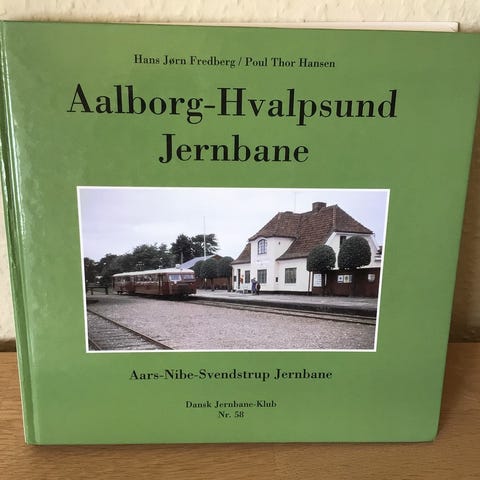 Hans Jørn Fredberg / Poul Thor Hansen
Aalborg-Hvalpsund
Jernbane
Aars-Nibe-Svendstrup Jernbane
Dansk Jernbane-Klub
Nr. 58